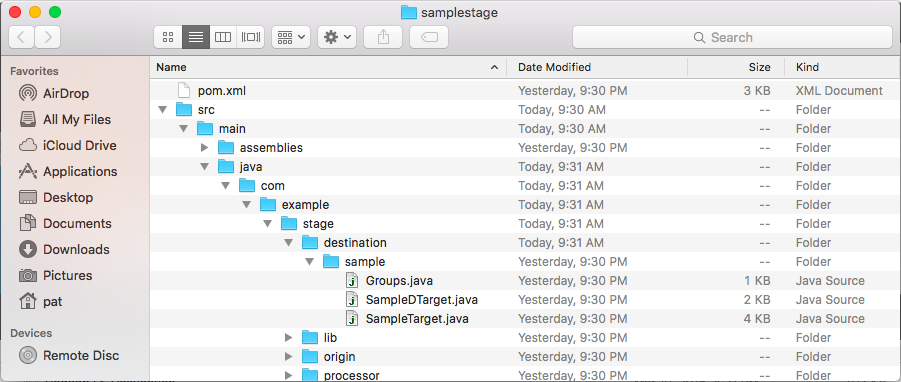 samplestage
Search
Favorites
AirDrop
All My Files
iCloud Drive
Applications
Desktop
Documents
Downloads
Pictures
pat
Devices
Remote Disc
Name Date Modified Size Kind
pom.xml Yesterday, 9:30 PM 3 KB XML Document
src Today, 9:30 AM -- Folder
main Today, 9:30 AM -- Folder
assemblies Yesterday, 9:30 PM -- Folder
java Today, 9:31 AM -- Folder
com Today, 9:31 AM -- Folder
example Today, 9:31 AM -- Folder
stage Today, 9:31 AM -- Folder
destination Today, 9:31 AM -- Folder
sample Yesterday, 9:30 PM -- Folder
Groups.java Yesterday, 9:30 PM 1 KB Java Source
SampleDTarget.java Yesterday, 9:30 PM 2 KB Java Source
SampleTarget.java Yesterday, 9:30 PM 4 KB Java Source
lib Yesterday, 9:30 PM -- Folder
origin Yesterday, 9:30 PM -- Folder
processor Yesterday, 9:30 PM -- Folder